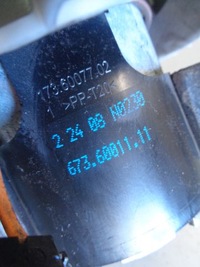 173.60077.02
1 >PP-T20<
2 24 08 N0230
673.60011.11